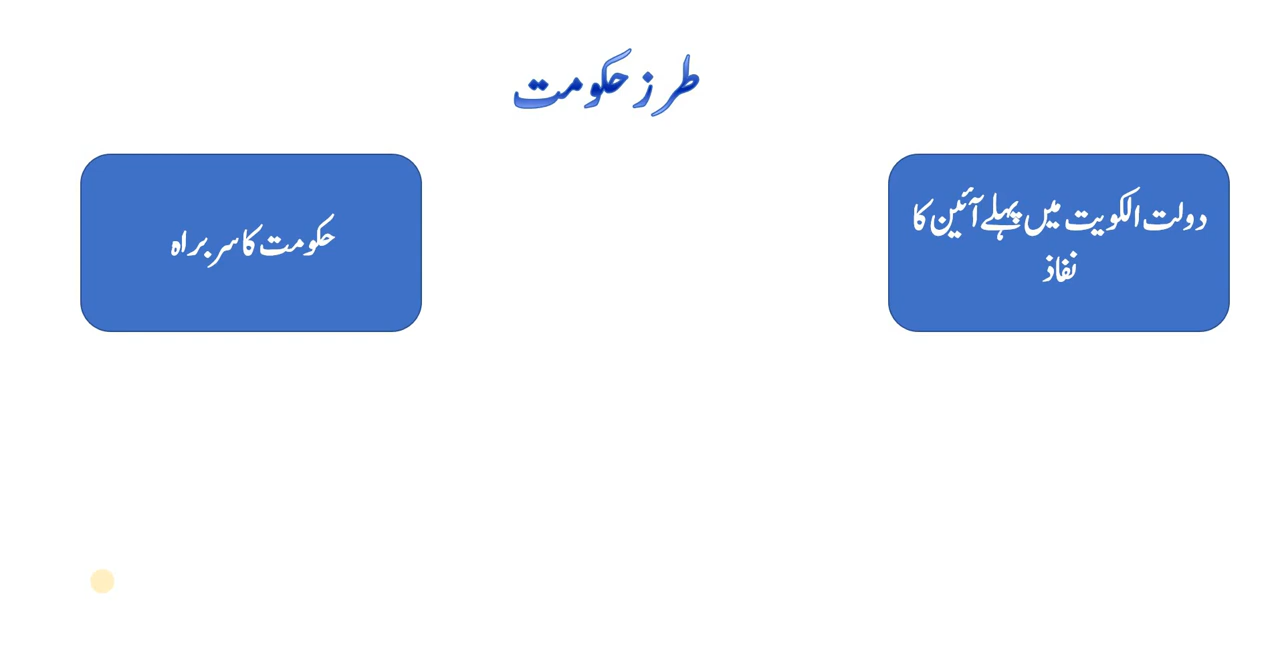 طرز حکومت
دولت الکویت میں پہلے آئین کا
نفاذ
حکومت کا سربراہ